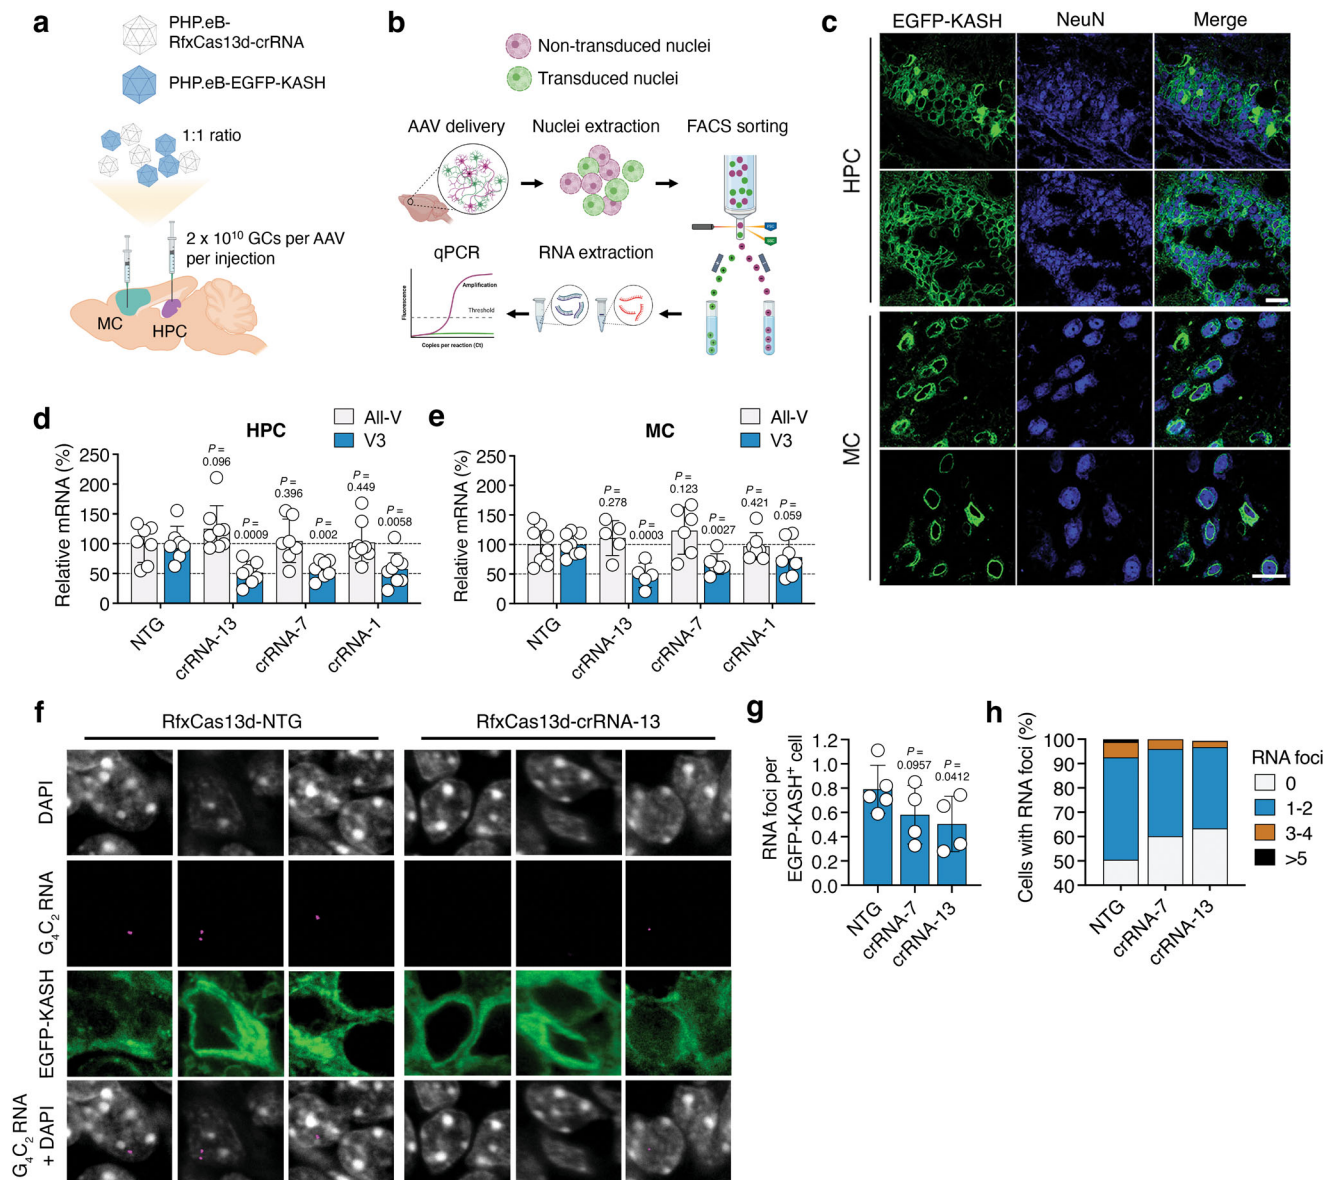 a
PHP.eB-
RfxCas13d-crRNA
PHP.eB-EGFP-KASH
1:1 ratio
2 x 10¹⁰ GCs per AAV
per injection
MC
HPC
b
Non-transduced nuclei
Transduced nuclei
AAV delivery
Nuclei extraction
FACS sorting
qPCR
RNA extraction
Fluorescence
Amplification
Threshold
Copies per reaction (Ct)
c
EGFP-KASH
NeuN
Merge
HPC
MC
d
HPC
All-V
V3
Relative mRNA (%)
250
200
150
100
50
0
P =
0.096
P =
0.0009
P =
0.396
P =
0.002
P =
0.449
P =
0.0058
NTG
crRNA-13
crRNA-7
crRNA-1
e
MC
All-V
V3
Relative mRNA (%)
250
200
150
100
50
0
P =
0.278
P =
0.0003
P =
0.123
P =
0.0027
P =
0.421
P =
0.059
NTG
crRNA-13
crRNA-7
crRNA-1
f
RfxCas13d-NTG
RfxCas13d-crRNA-13
DAPI
G₄C₂ RNA
EGFP-KASH
G₄C₂ RNA
+ DAPI
g
RNA foci per
EGFP-KASH⁺ cell
1.2
1.0
0.8
0.6
0.4
0.2
0.0
P =
0.0957
P =
0.0412
NTG
crRNA-7
crRNA-13
h
Cells with RNA foci (%)
100
90
80
70
60
50
40
NTG
crRNA-7
crRNA-13
RNA foci
0
1-2
3-4
>5